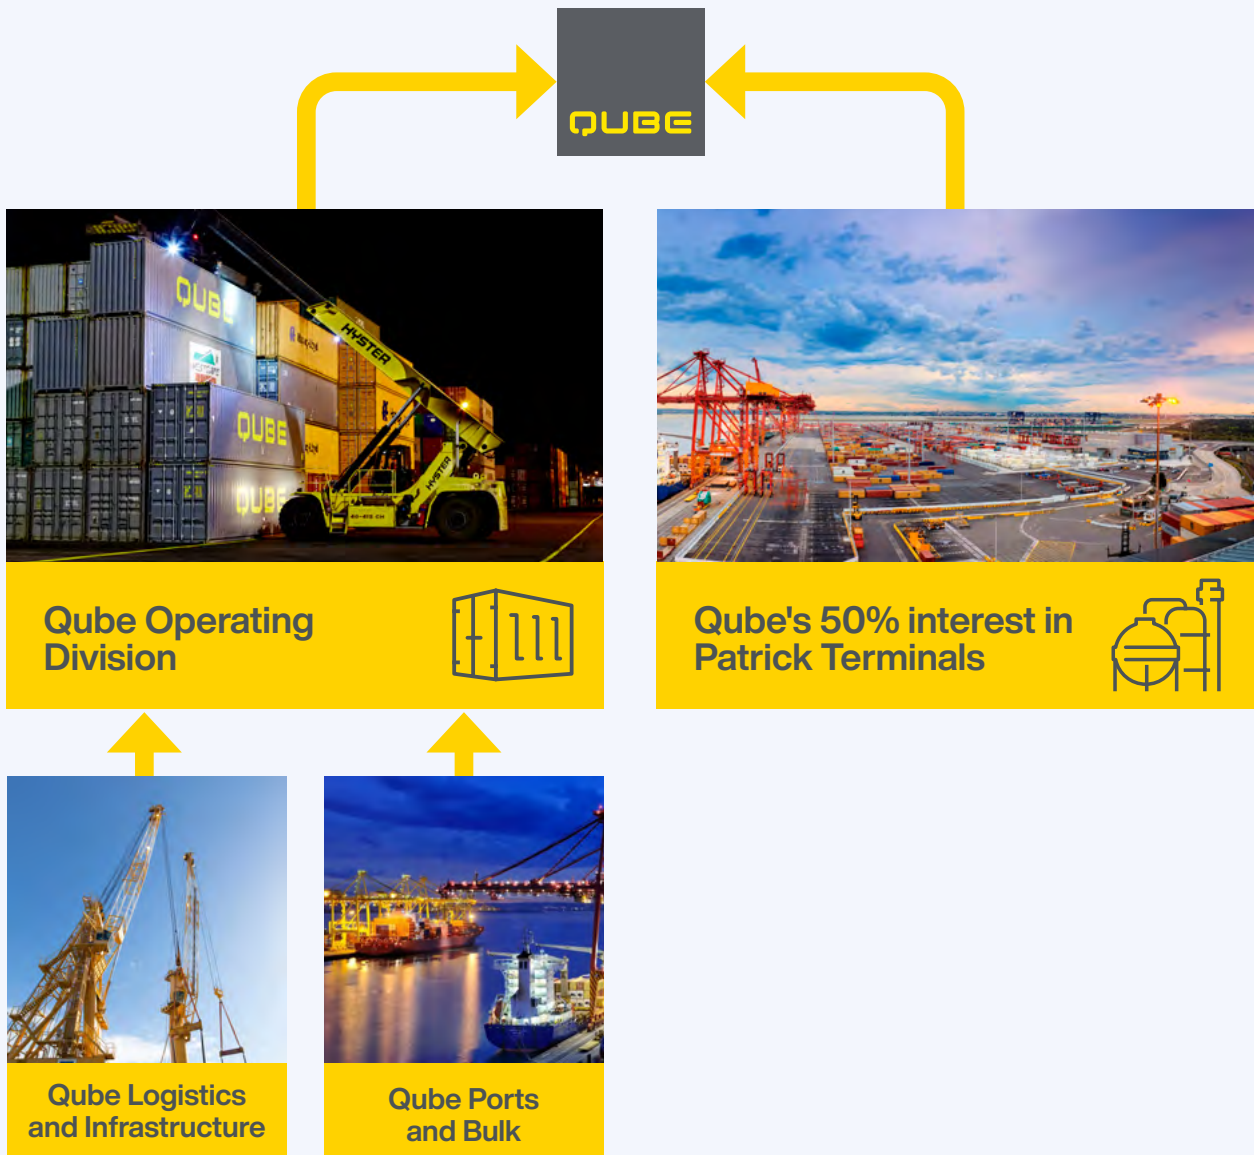 QUBE
QUBE
HYSTER
QUBE
HYSTER
QUBE
Qube Operating
Division
Qube's 50% interest in
Patrick Terminals
Qube Logistics
and Infrastructure
Qube Ports
and Bulk